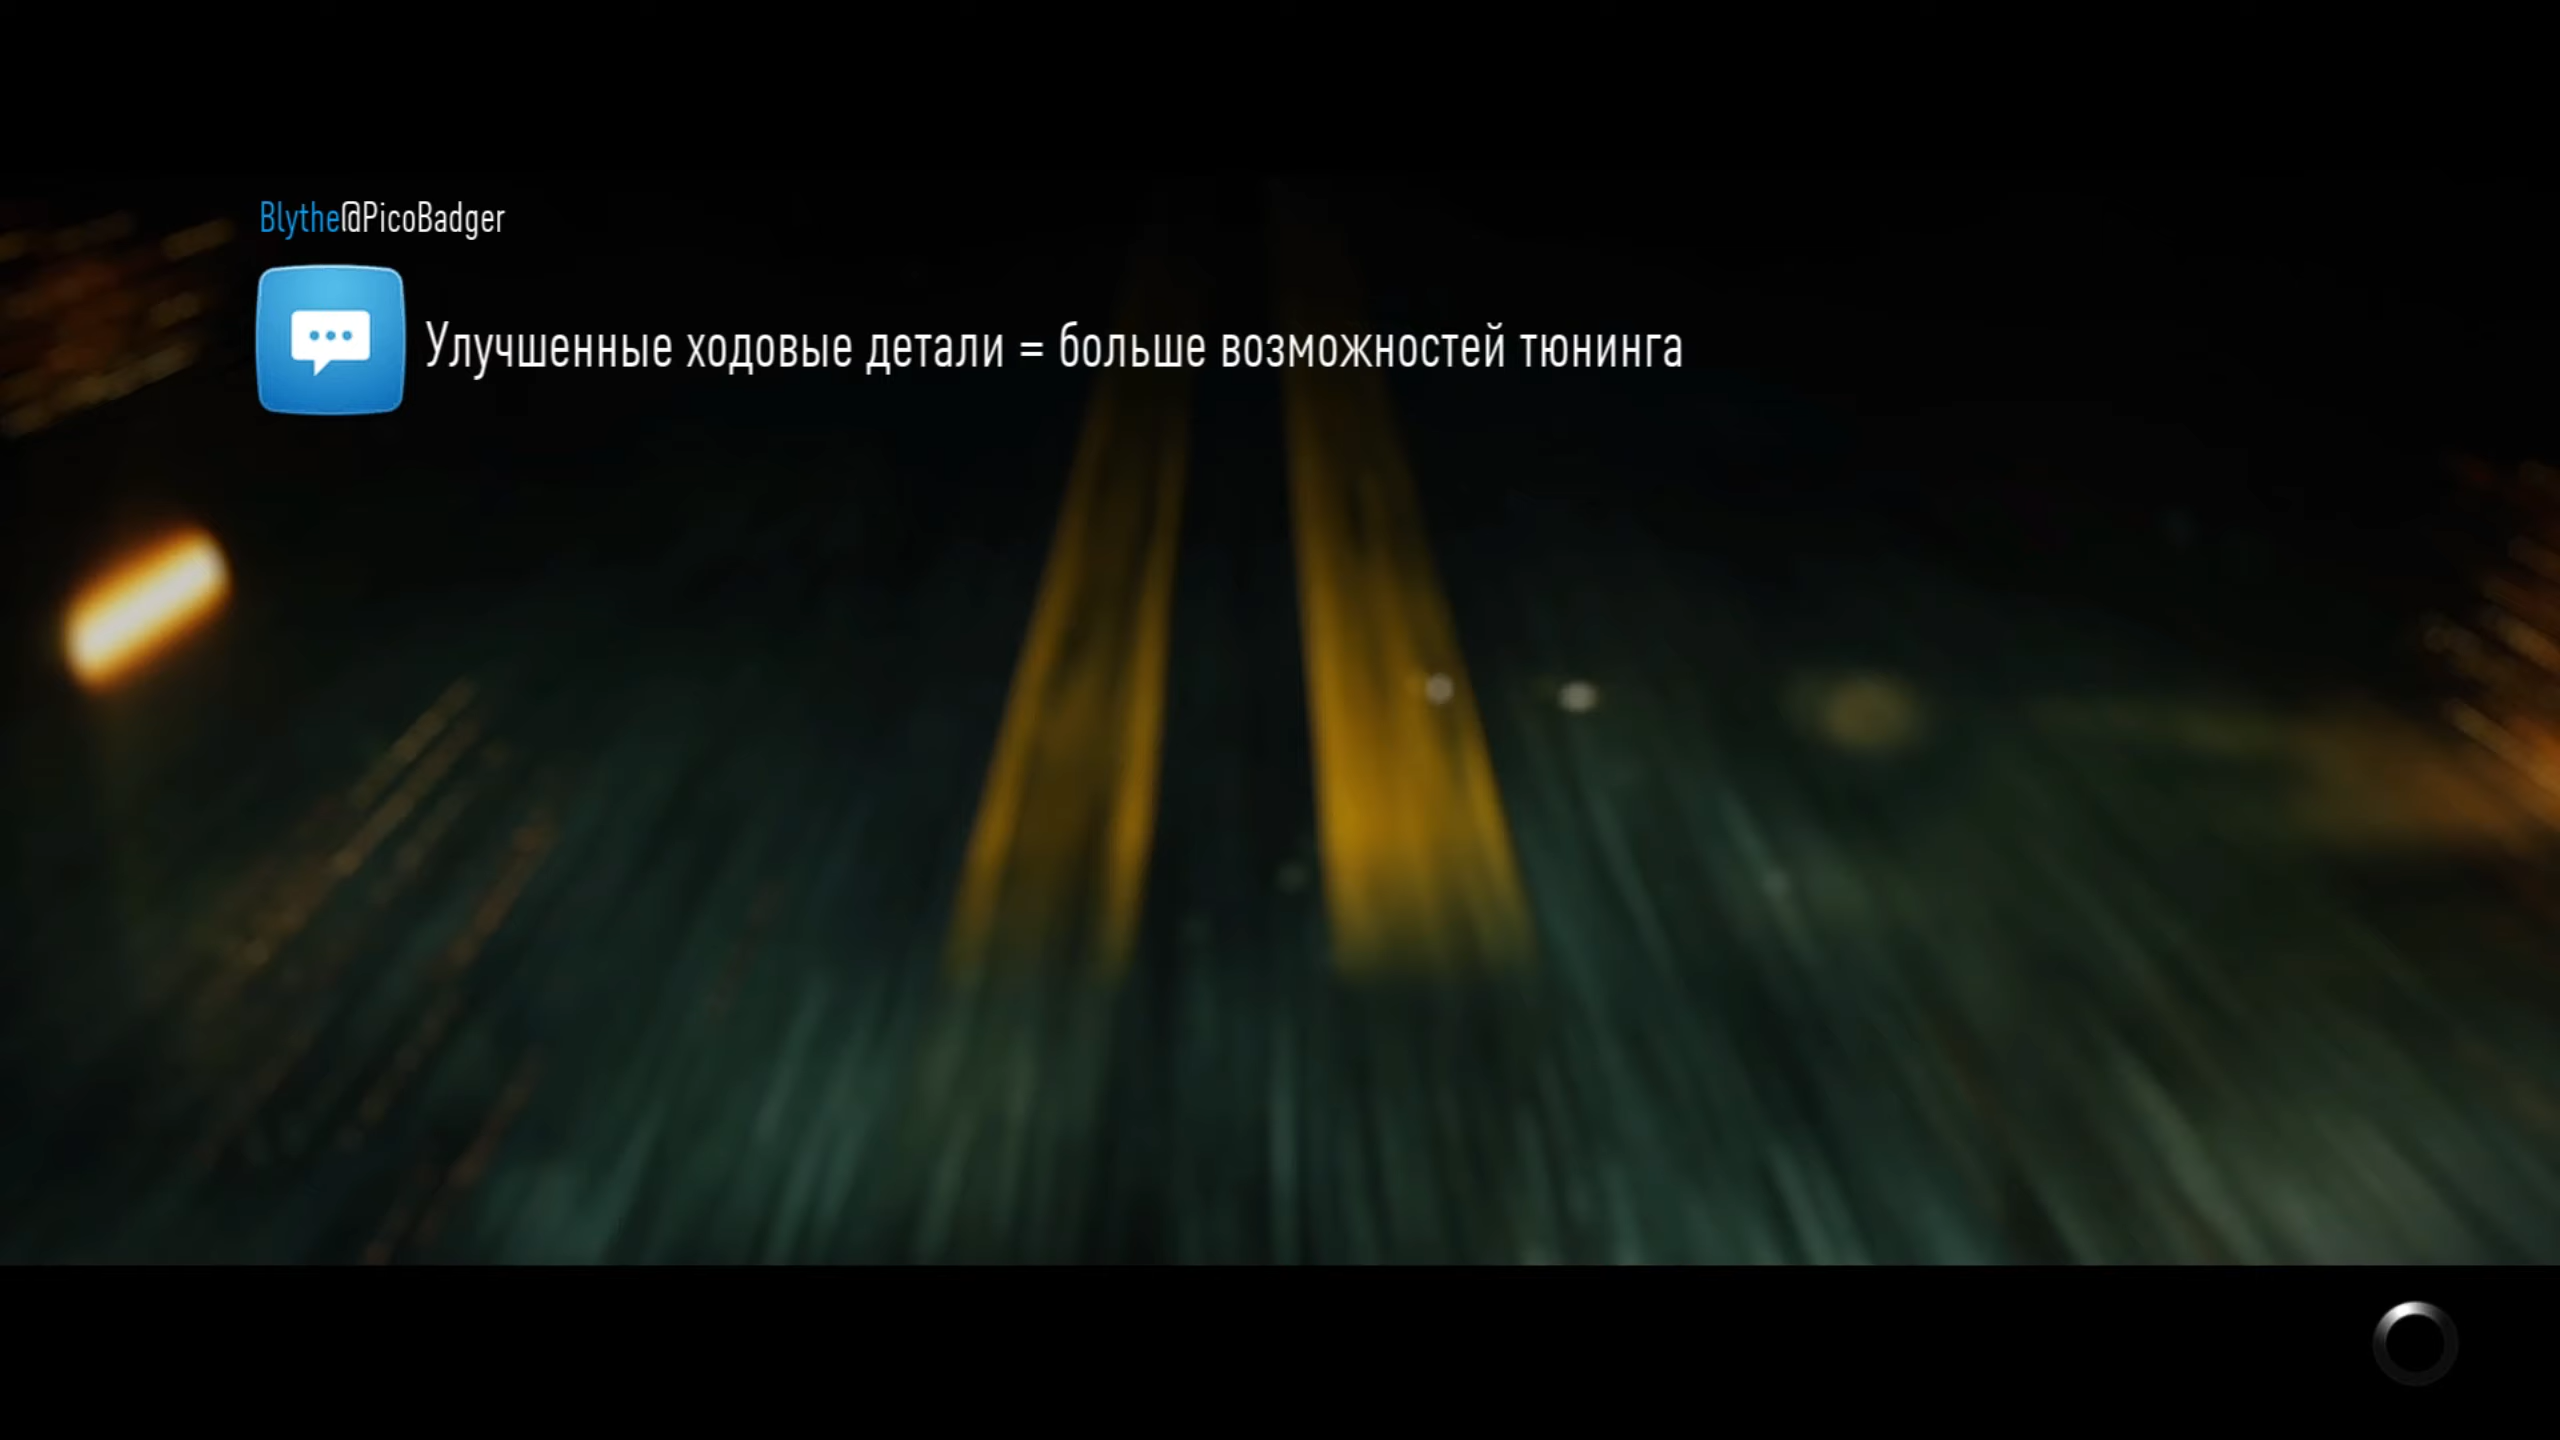 Blythe@PicoBadger
Улучшенные ходовые детали = больше возможностей тюнинга